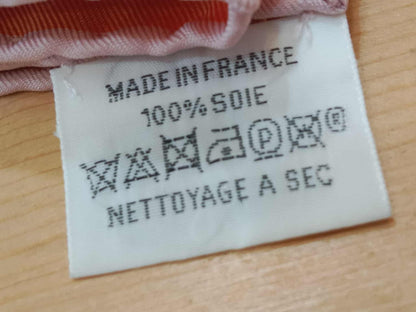 MADE IN FRANCE
100% SOIE
P ®
NETTOYAGE A SEC